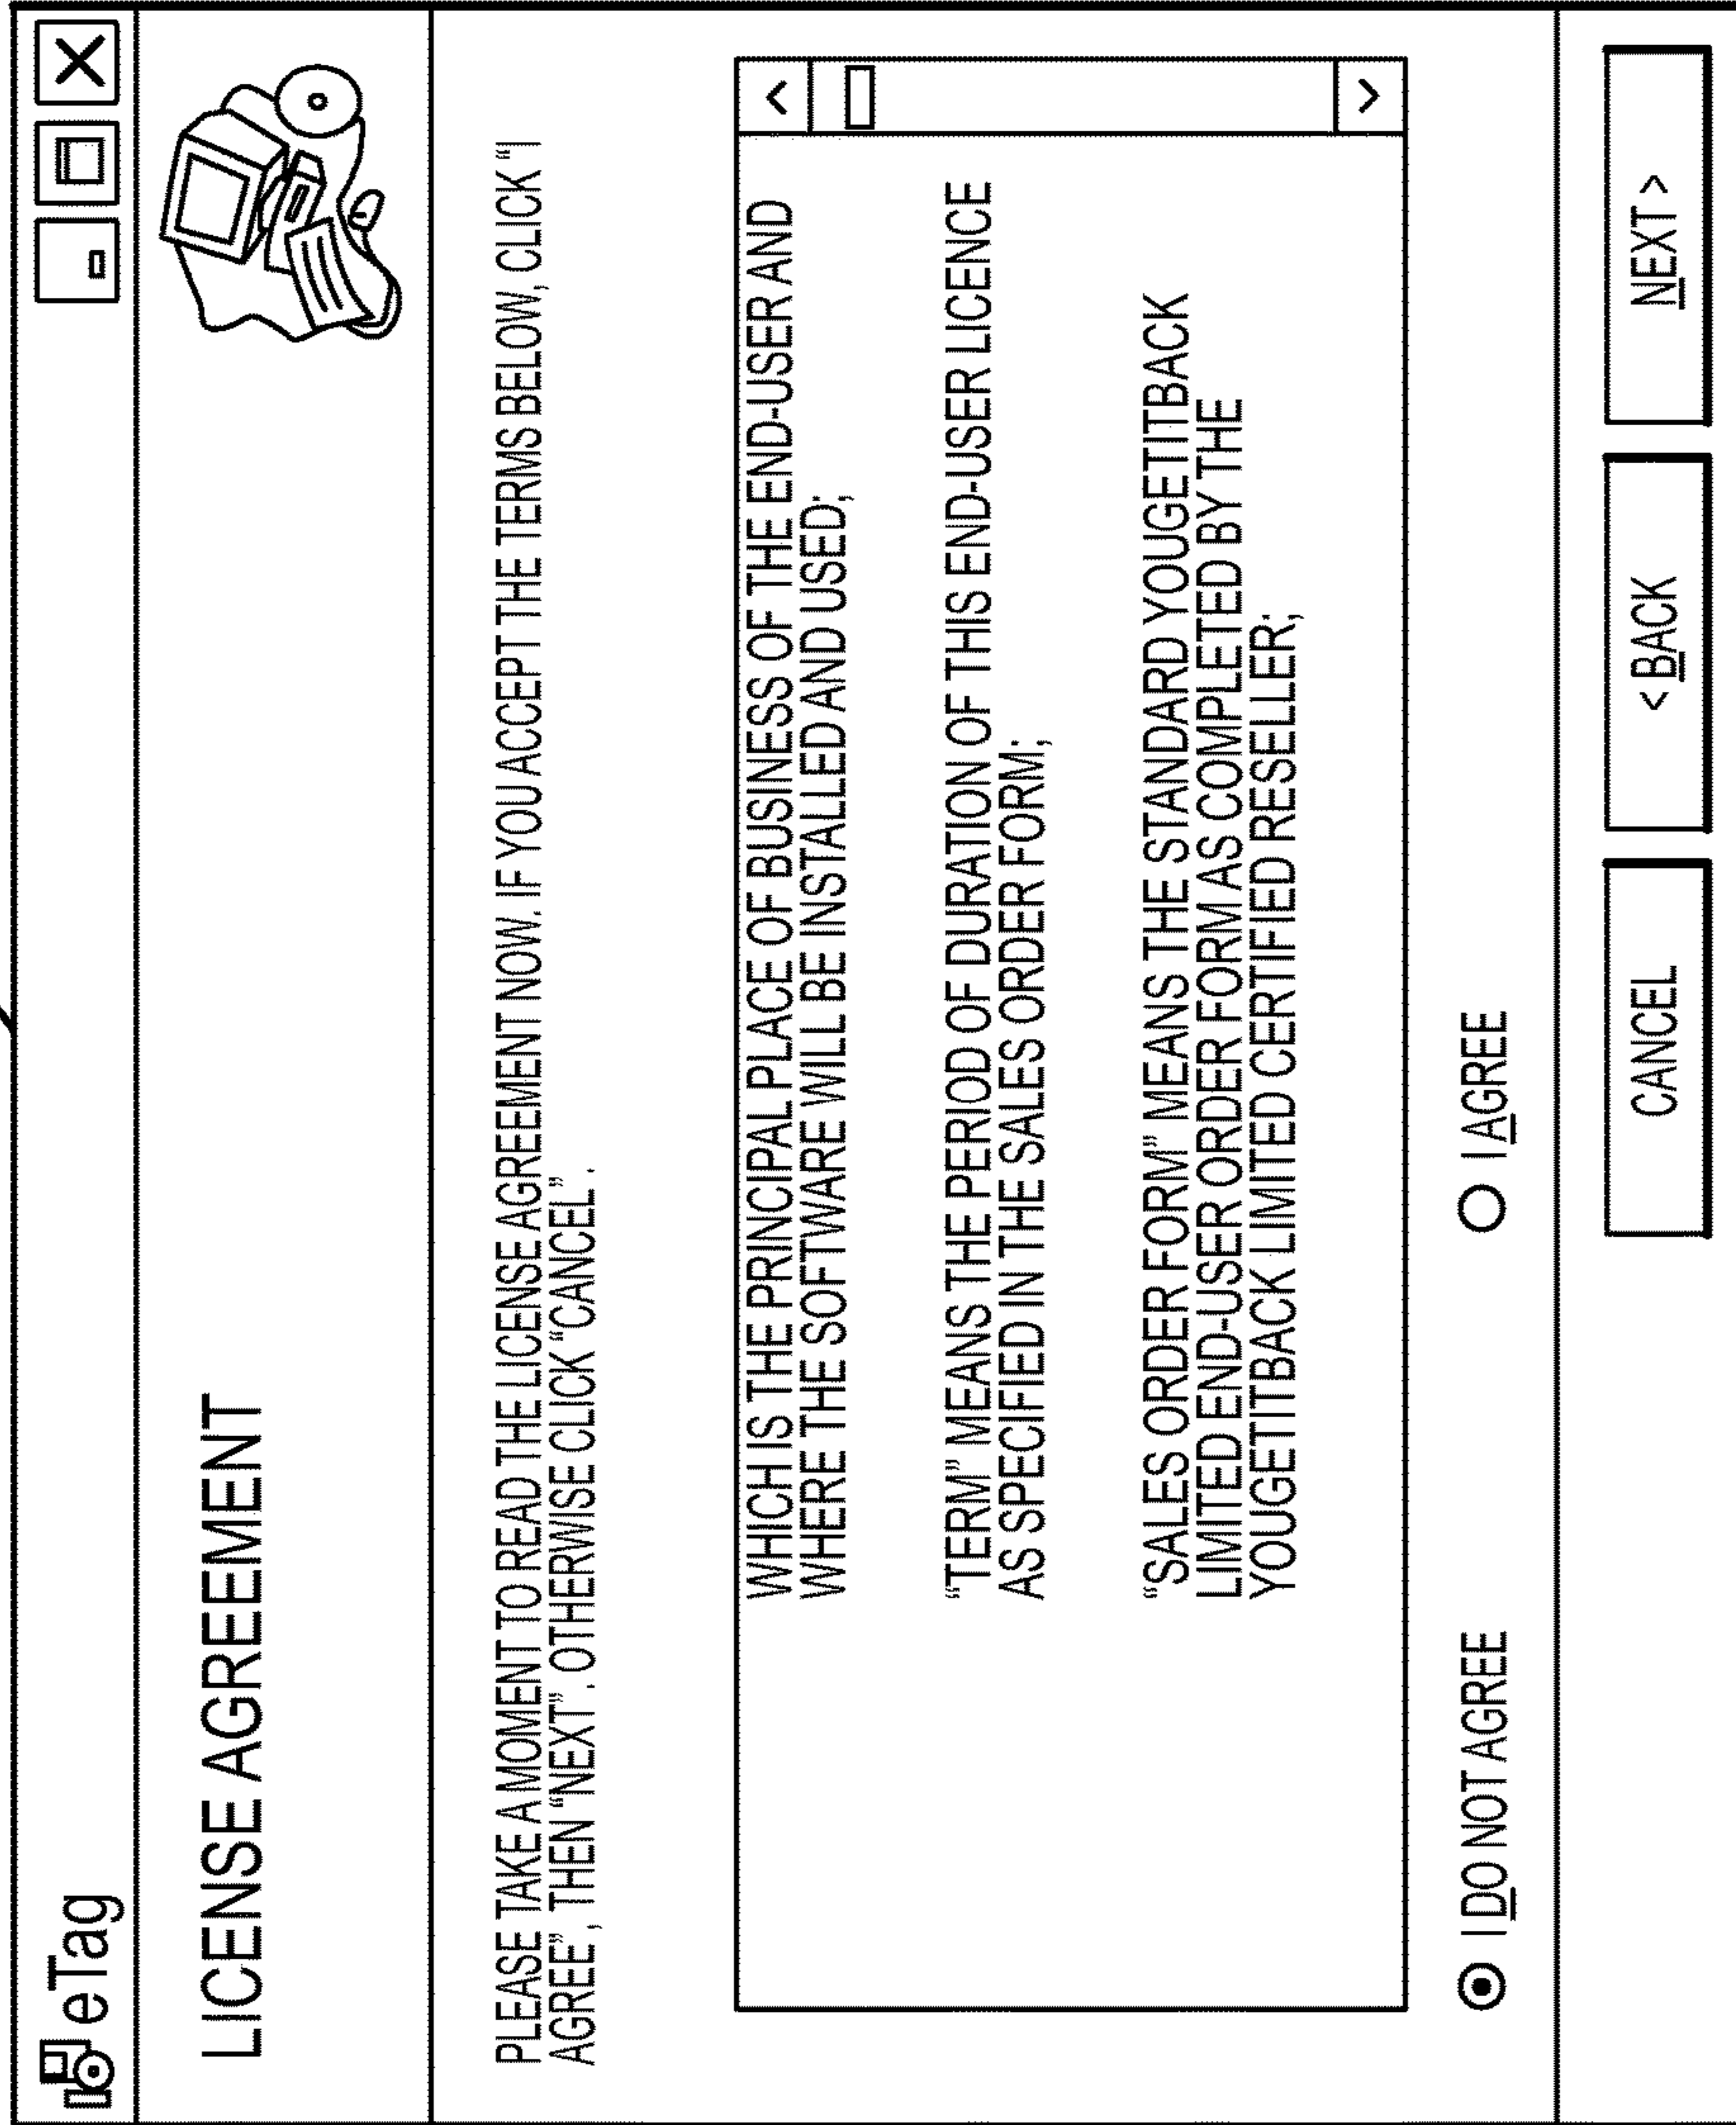 eTag
LICENSE AGREEMENT
PLEASE TAKE A MOMENT TO READ THE LICENSE AGREEMENT NOW. IF YOU ACCEPT THE TERMS BELOW, CLICK “I
AGREE”, THEN “NEXT”. OTHERWISE CLICK “CANCEL”.
WHICH IS THE PRINCIPAL PLACE OF BUSINESS OF THE END-USER AND
WHERE THE SOFTWARE WILL BE INSTALLED AND USED;
“TERM” MEANS THE PERIOD OF DURATION OF THIS END-USER LICENCE
AS SPECIFIED IN THE SALES ORDER FORM;
“SALES ORDER FORM” MEANS THE STANDARD YOUGETITBACK
LIMITED END-USER ORDER FORM AS COMPLETED BY THE
YOUGETITBACK LIMITED CERTIFIED RESELLER;
I DO NOT AGREE
I AGREE
CANCEL
< BACK
NEXT >